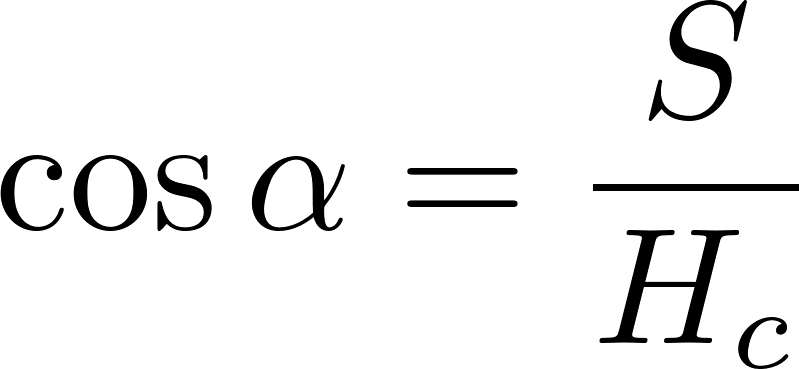 cos α = S / H_c